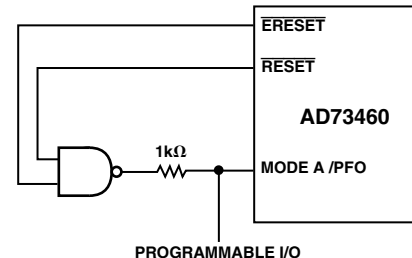 ERESET
RESET
AD73460
1kΩ
MODE A /PFO
PROGRAMMABLE I/O